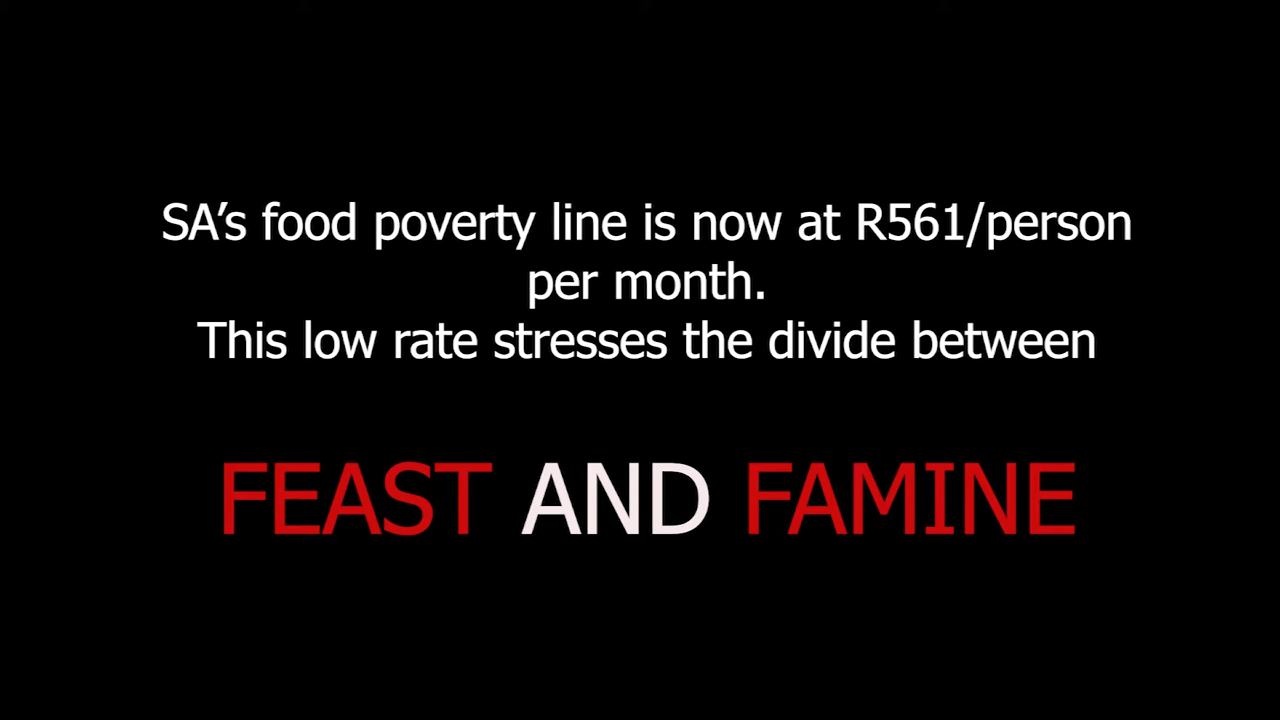 SA’s food poverty line is now at R561/person
per month.
This low rate stresses the divide between
FEAST AND FAMINE